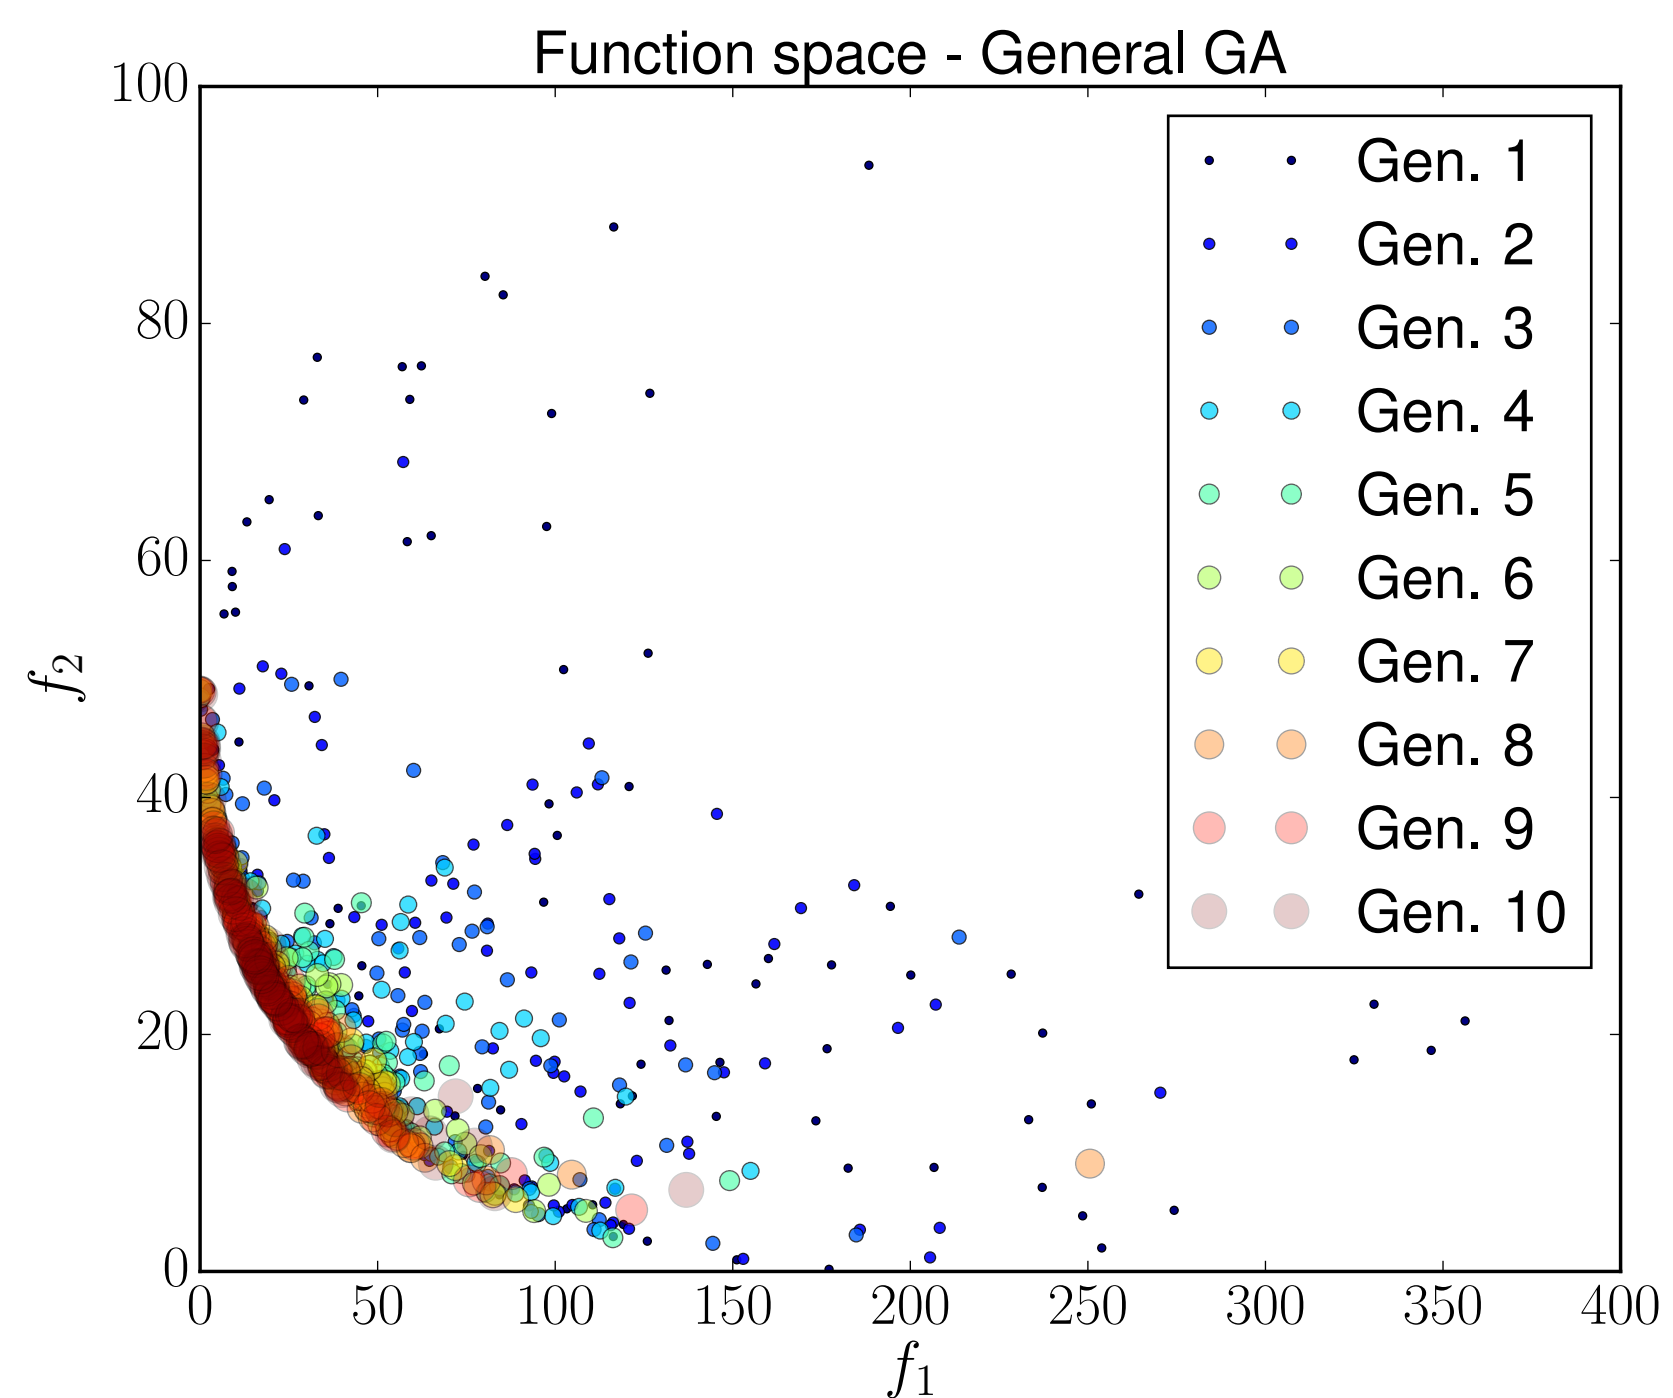 Function space - General GA
100
80
60
40
20
0
f2
0 50 100 150 200 250 300 350 400
f1
Gen. 1
Gen. 2
Gen. 3
Gen. 4
Gen. 5
Gen. 6
Gen. 7
Gen. 8
Gen. 9
Gen. 10